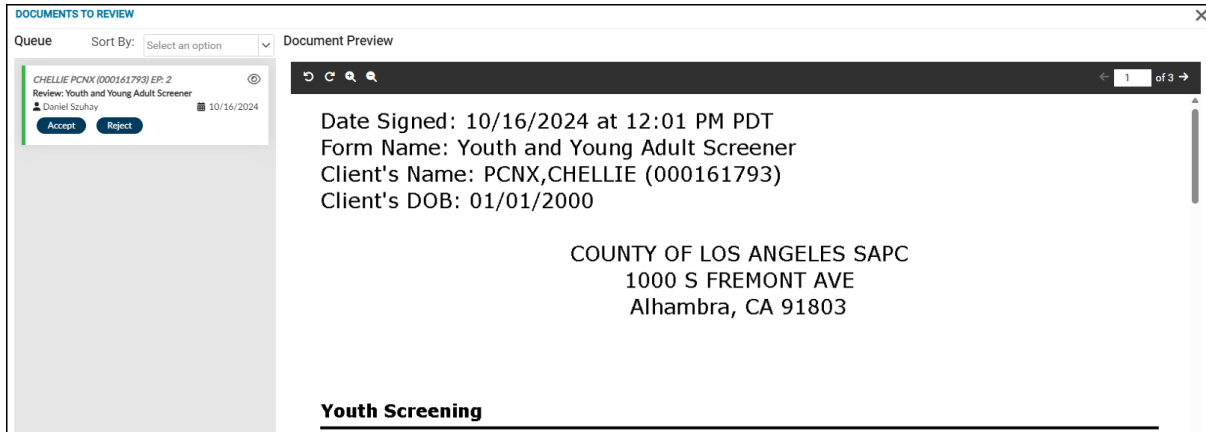 DOCUMENTS TO REVIEW
Queue Sort By: Select an option
CHELLIE PCNX (000161793) EP: 2
Review: Youth and Young Adult Screener
Daniel Szuhay 10/16/2024
Accept Reject
Document Preview
1 of 3
Date Signed: 10/16/2024 at 12:01 PM PDT
Form Name: Youth and Young Adult Screener
Client's Name: PCNX,CHELLIE (000161793)
Client's DOB: 01/01/2000
COUNTY OF LOS ANGELES SAPC
1000 S FREMONT AVE
Alhambra, CA 91803
Youth Screening